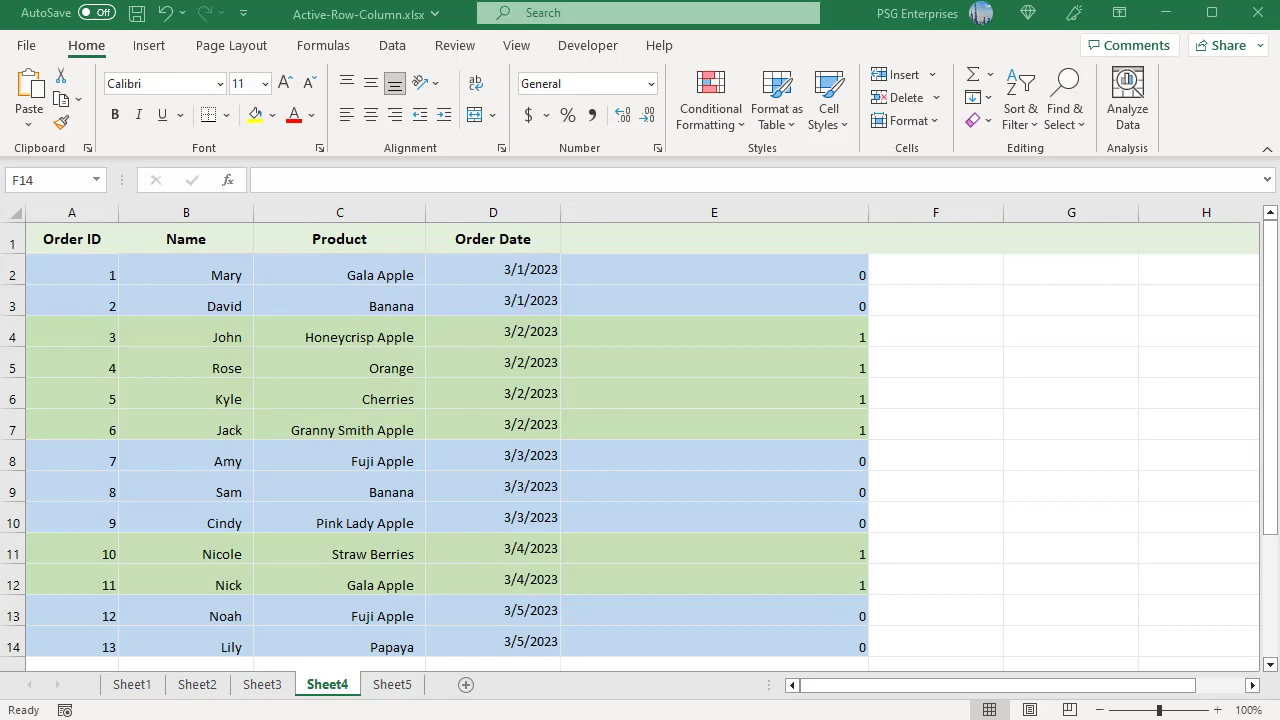 AutoSave Off Active-Row-Column.xlsx Search PSG Enterprises
File Home Insert Page Layout Formulas Data Review View Developer Help Comments Share
Paste Calibri 11 General Conditional Formatting Format as Table Cell Styles Insert Delete Format Sort & Filter Find & Select Analyze Data
B I U A $ % ,
Clipboard Font Alignment Number Styles Cells Editing Analysis
F14 fx
A B C D E F G H
1 Order ID Name Product Order Date
2 1 Mary Gala Apple 3/1/2023 0
3 2 David Banana 3/1/2023 0
4 3 John Honeycrisp Apple 3/2/2023 1
5 4 Rose Orange 3/2/2023 1
6 5 Kyle Cherries 3/2/2023 1
7 6 Jack Granny Smith Apple 3/2/2023 1
8 7 Amy Fuji Apple 3/3/2023 0
9 8 Sam Banana 3/3/2023 0
10 9 Cindy Pink Lady Apple 3/3/2023 0
11 10 Nicole Straw Berries 3/4/2023 1
12 11 Nick Gala Apple 3/4/2023 1
13 12 Noah Fuji Apple 3/5/2023 0
14 13 Lily Papaya 3/5/2023 0
Sheet1 Sheet2 Sheet3 Sheet4 Sheet5
Ready 100%